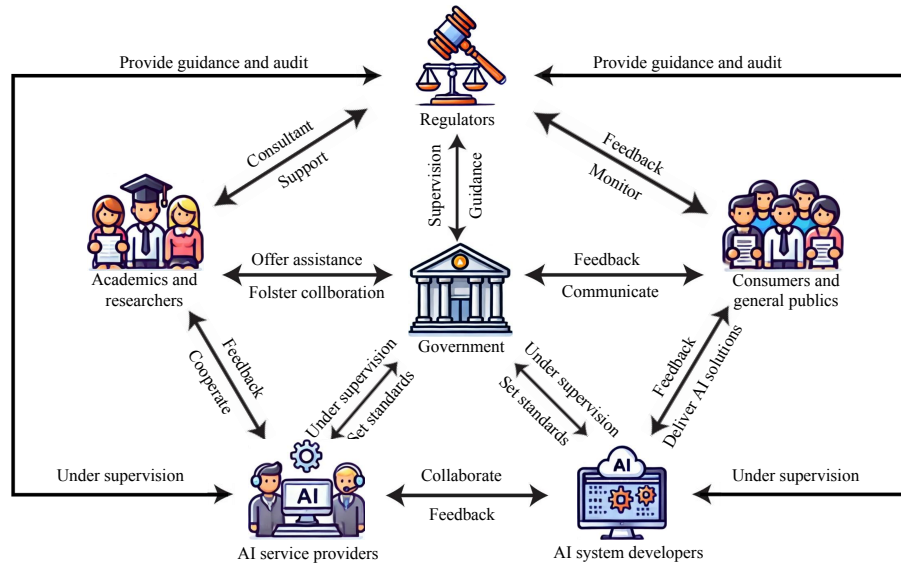 Provide guidance and audit
Provide guidance and audit
Regulators
Consultant
Support
Supervision
Guidance
Feedback
Monitor
Academics and
researchers
Offer assistance
Folster collboration
Feedback
Communicate
Consumers and
general publics
Government
Feedback
Cooperate
Under supervision
Set standards
Under supervision
Set standards
Feedback
Deliver AI solutions
Under supervision
AI
Collaborate
Feedback
AI
Under supervision
AI service providers
AI system developers